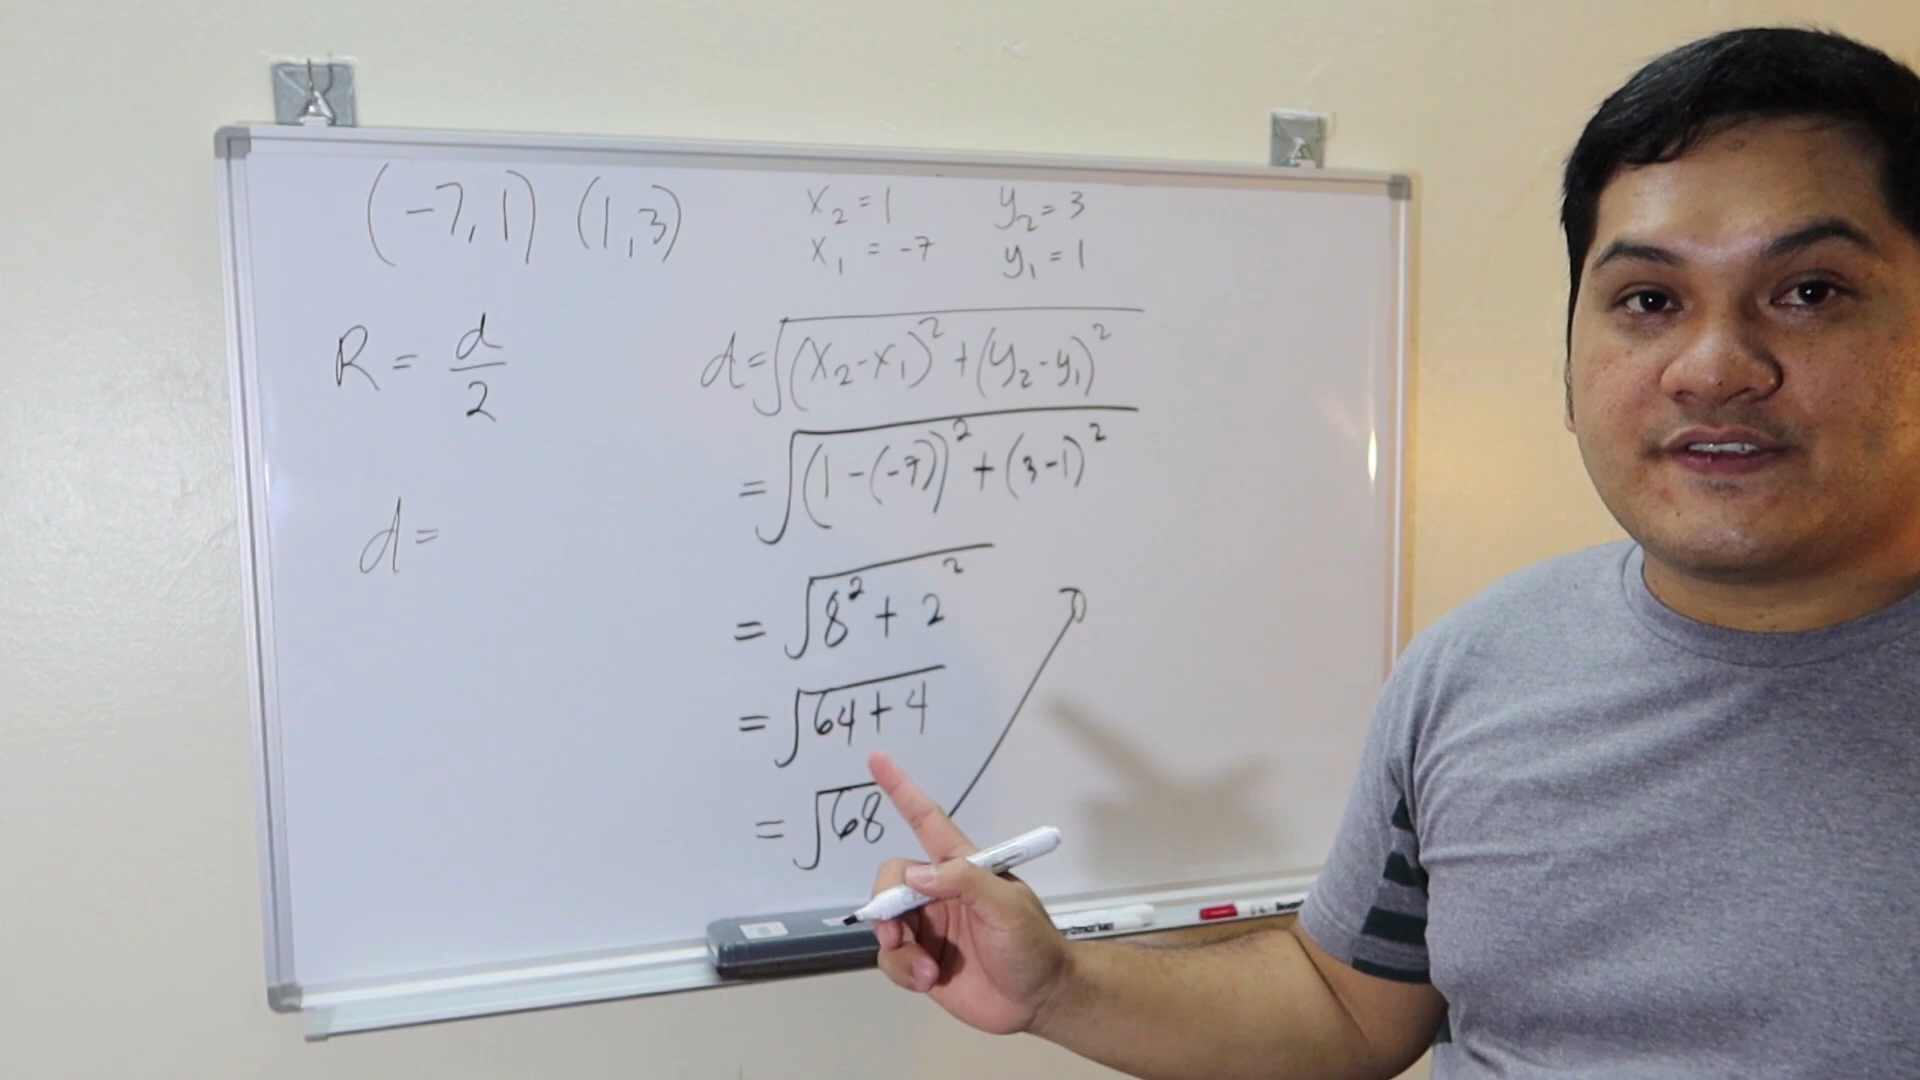 (-7, 1) (1, 3)
x₂ = 1 y₂ = 3
x₁ = -7 y₁ = 1
R = d/2
d = √((x₂ - x₁)² + (y₂ - y₁)²)
= √((1 - (-7))² + (3 - 1)²)
d =
= √(8² + 2²)
= √(64 + 4)
= √68